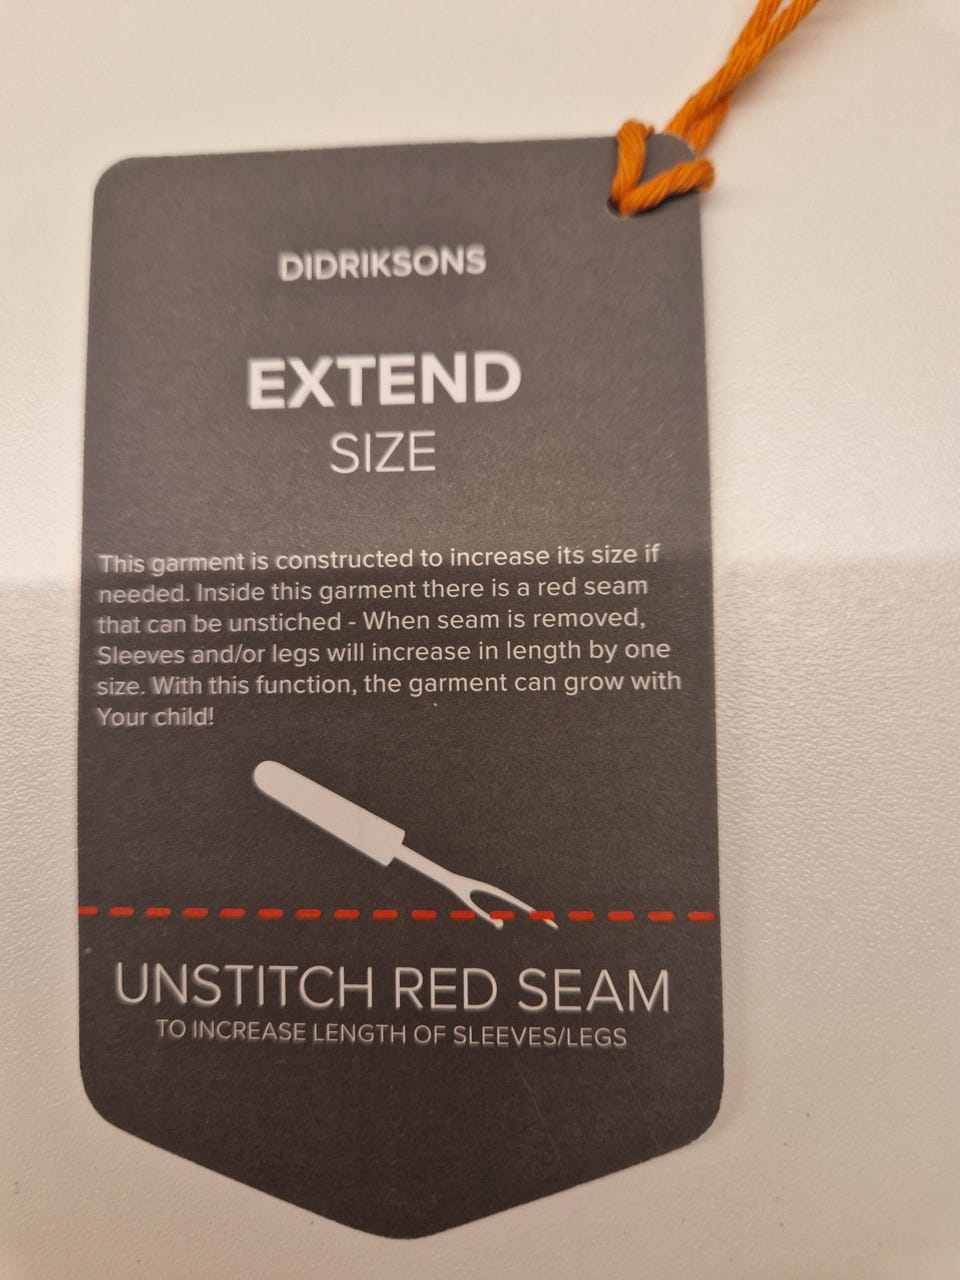 DIDRIKSONS
EXTEND
SIZE
This garment is constructed to increase its size if
needed. Inside this garment there is a red seam
that can be unstiched - When seam is removed,
Sleeves and/or legs will increase in length by one
size. With this function, the garment can grow with
Your child!
UNSTITCH RED SEAM
TO INCREASE LENGTH OF SLEEVES/LEGS